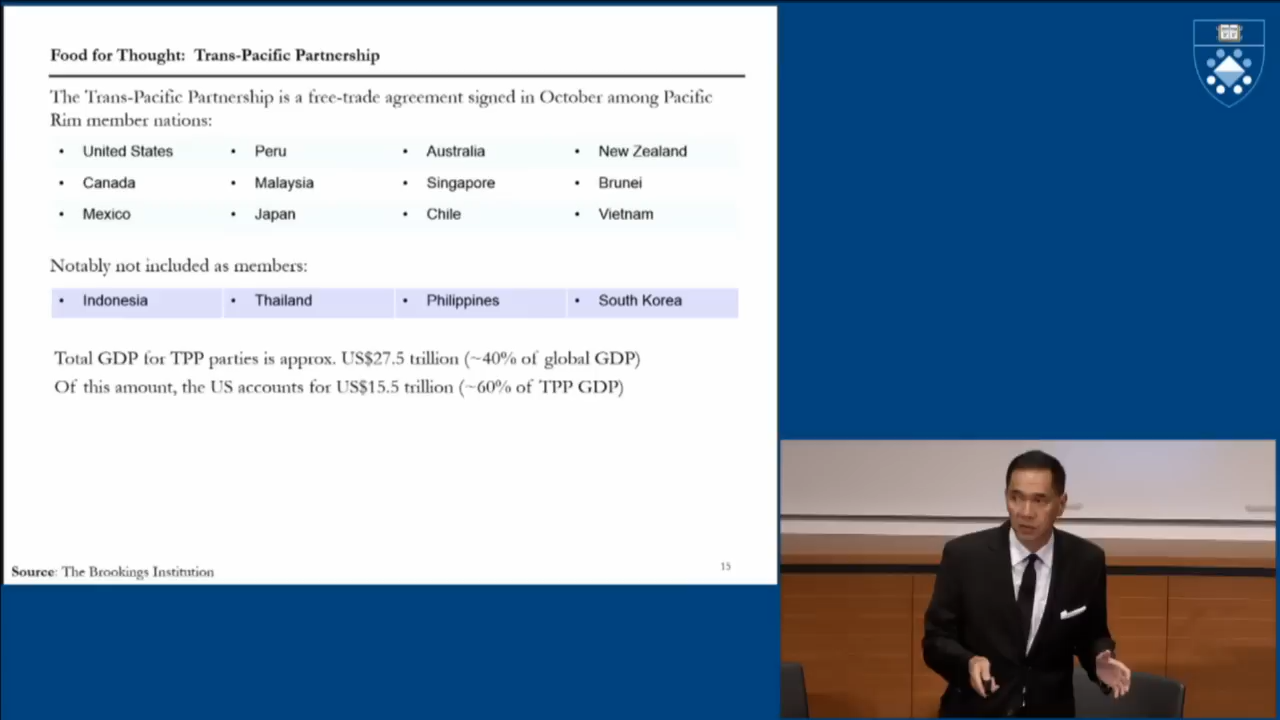 Food for Thought: Trans-Pacific Partnership
The Trans-Pacific Partnership is a free-trade agreement signed in October among Pacific
Rim member nations:
• United States • Peru • Australia • New Zealand
• Canada • Malaysia • Singapore • Brunei
• Mexico • Japan • Chile • Vietnam
Notably not included as members:
• Indonesia • Thailand • Philippines • South Korea
Total GDP for TPP parties is approx. US$27.5 trillion (~40% of global GDP)
Of this amount, the US accounts for US$15.5 trillion (~60% of TPP GDP)
Source: The Brookings Institution
15